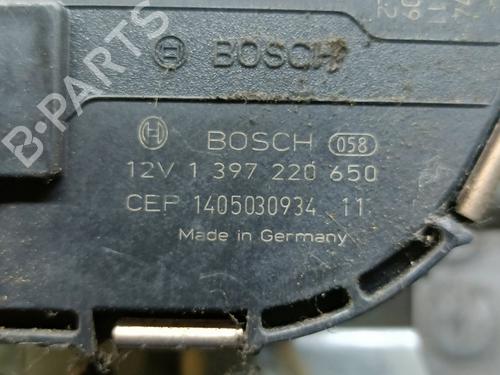 BOSCH
B-PARTS
BOSCH 058
12V 1 397 220 650
CEP 1405030934 11
Made in Germany